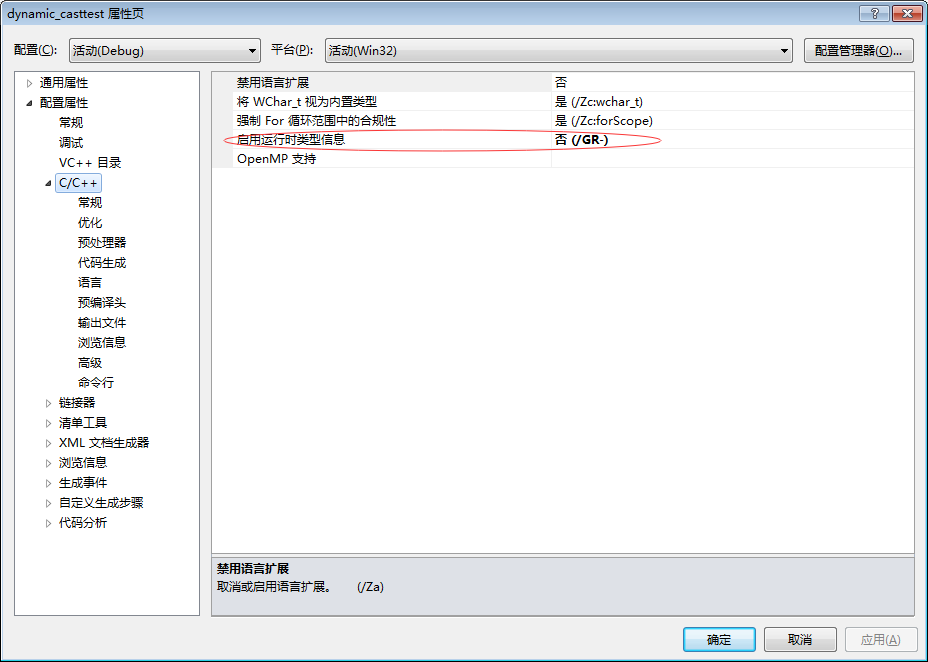 dynamic_casttest 属性页
配置(C): 活动(Debug) 平台(P): 活动(Win32) 配置管理器(O)...
通用属性
配置属性
常规
调试
VC++ 目录
C/C++
常规
优化
预处理器
代码生成
语言
预编译头
输出文件
浏览信息
高级
命令行
链接器
清单工具
XML 文档生成器
浏览信息
生成事件
自定义生成步骤
代码分析
禁用语言扩展 否
将 WChar_t 视为内置类型 是 (/Zc:wchar_t)
强制 For 循环范围中的合规性 是 (/Zc:forScope)
启用运行时类型信息 否 (/GR-)
OpenMP 支持
禁用语言扩展
取消或启用语言扩展。 (/Za)
确定 取消 应用(A)